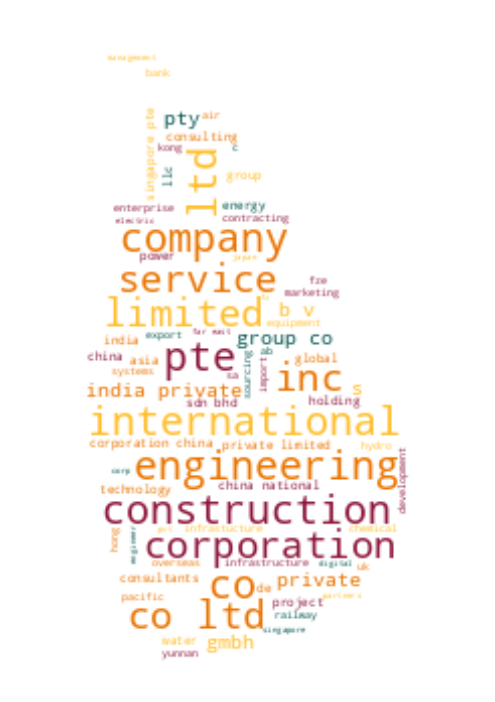 management
bank
singapore pte
pty
air
consulting
kong
c
llc
ltd
group
enterprise
energy
electric
contracting
company
power
japan
service
fze
marketing
limited
b v
equipment
india
export
far east
group co
china
asia
pte
ab
global
systems
sourcing
import
inc
s
india private
sdn bhd
holding
international
corporation china
private limited
hydro
corp
engineering
development
technology
china national
construction
hong
engineer
infrastucture
chemical
corporation
overseas
infrastructure
digital
uk
consultants
co
de
private
pacific
partners
co ltd
project
railway
singapore
water
gmbh
yunnan